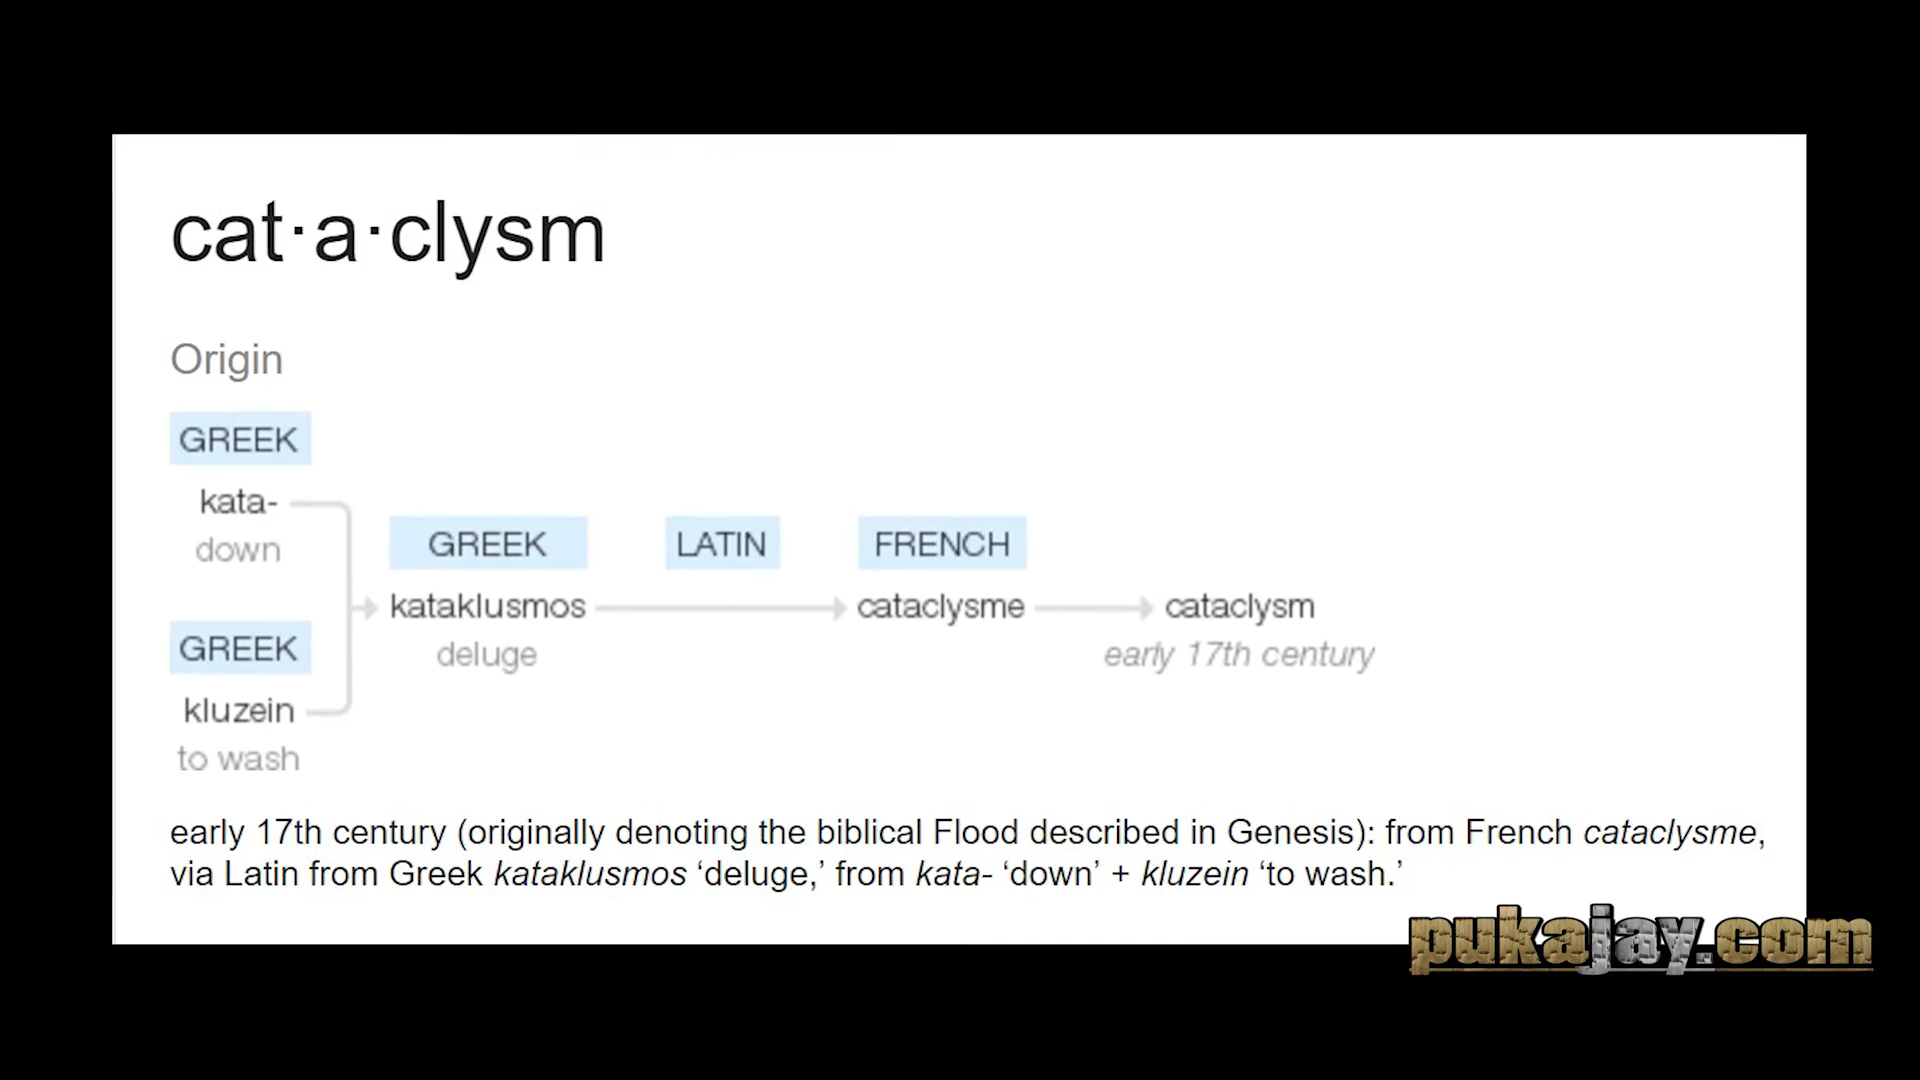 cat·a·clysm
Origin
GREEK
kata-
down
GREEK
kluzein
to wash
GREEK
kataklusmos
deluge
LATIN
FRENCH
cataclysme
cataclysm
early 17th century
early 17th century (originally denoting the biblical Flood described in Genesis): from French cataclysme,
via Latin from Greek kataklusmos ‘deluge,’ from kata- ‘down’ + kluzein ‘to wash.’
pukajay.com